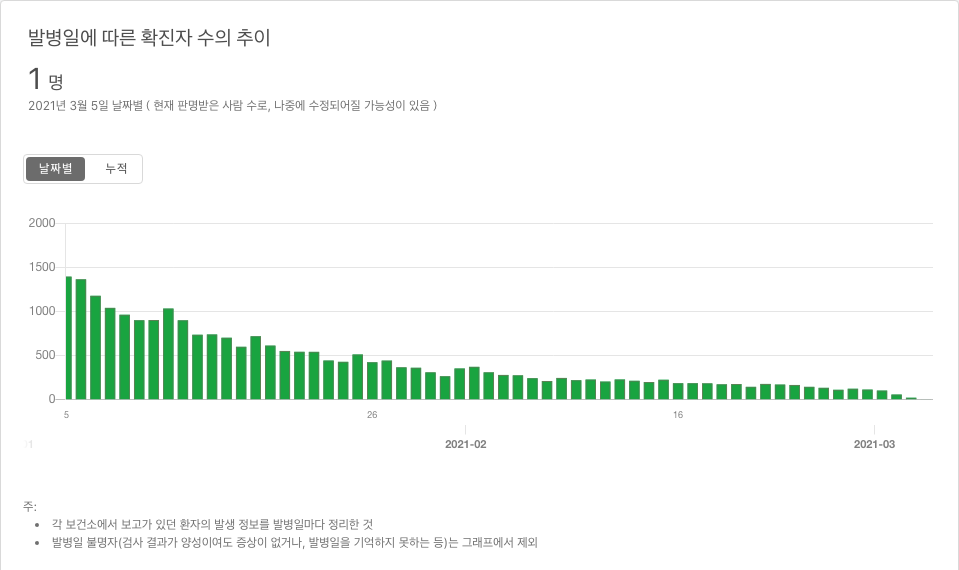 발병일에 따른 확진자 수의 추이
1 명
2021년 3월 5일 날짜별 ( 현재 판명받은 사람 수로, 나중에 수정되어질 가능성이 있음 )
날짜별 누적
2000
1500
1000
500
0
5 26 16
1 2021-02 2021-03
주:
• 각 보건소에서 보고가 있던 환자의 발생 정보를 발병일마다 정리한 것
• 발병일 불명자(검사 결과가 양성이여도 증상이 없거나, 발병일을 기억하지 못하는 등)는 그래프에서 제외